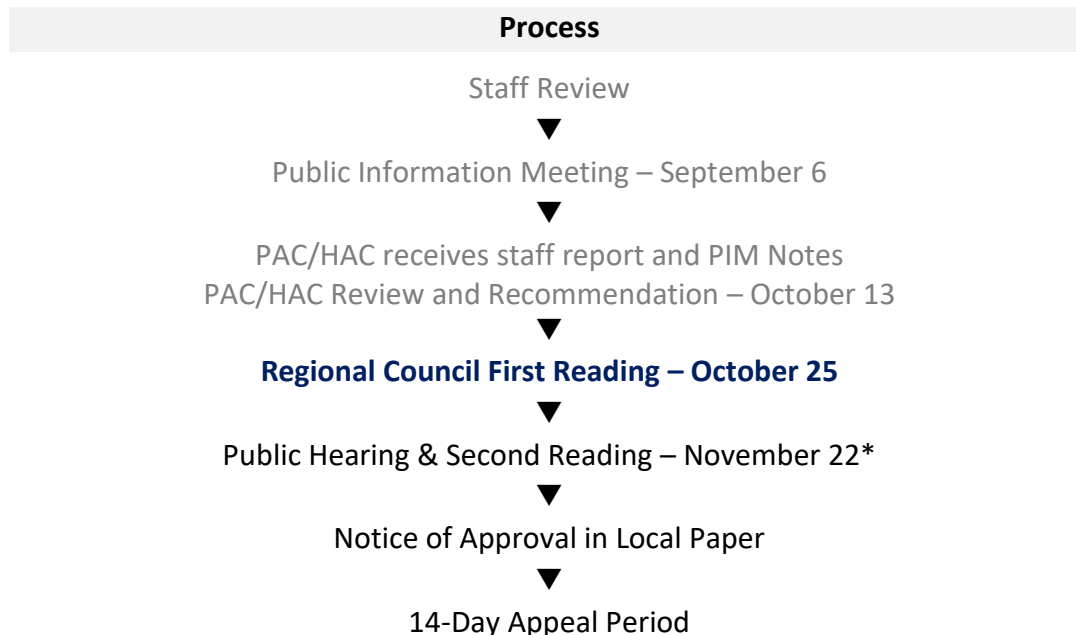 Process
Staff Review
Public Information Meeting – September 6
PAC/HAC receives staff report and PIM Notes
PAC/HAC Review and Recommendation – October 13
Regional Council First Reading – October 25
Public Hearing & Second Reading – November 22*
Notice of Approval in Local Paper
14-Day Appeal Period